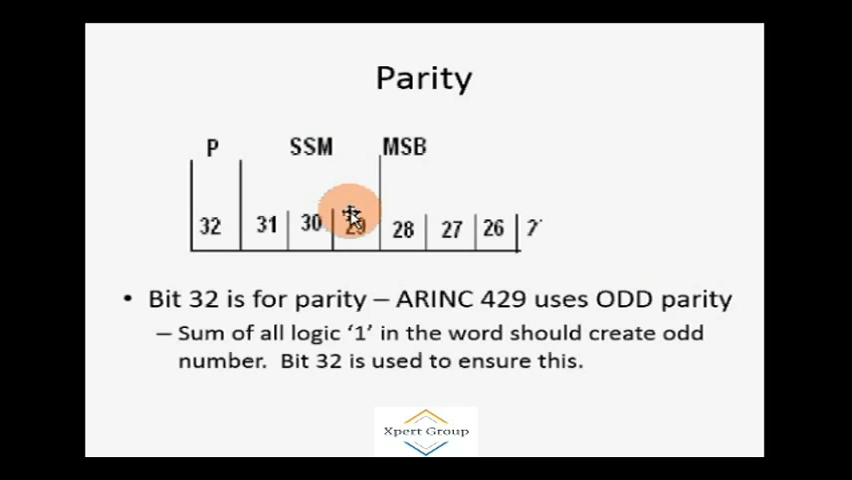 Parity
P SSM MSB
32 31 30 29 28 27 26
• Bit 32 is for parity – ARINC 429 uses ODD parity
– Sum of all logic ‘1’ in the word should create odd
number. Bit 32 is used to ensure this.
Xpert Group